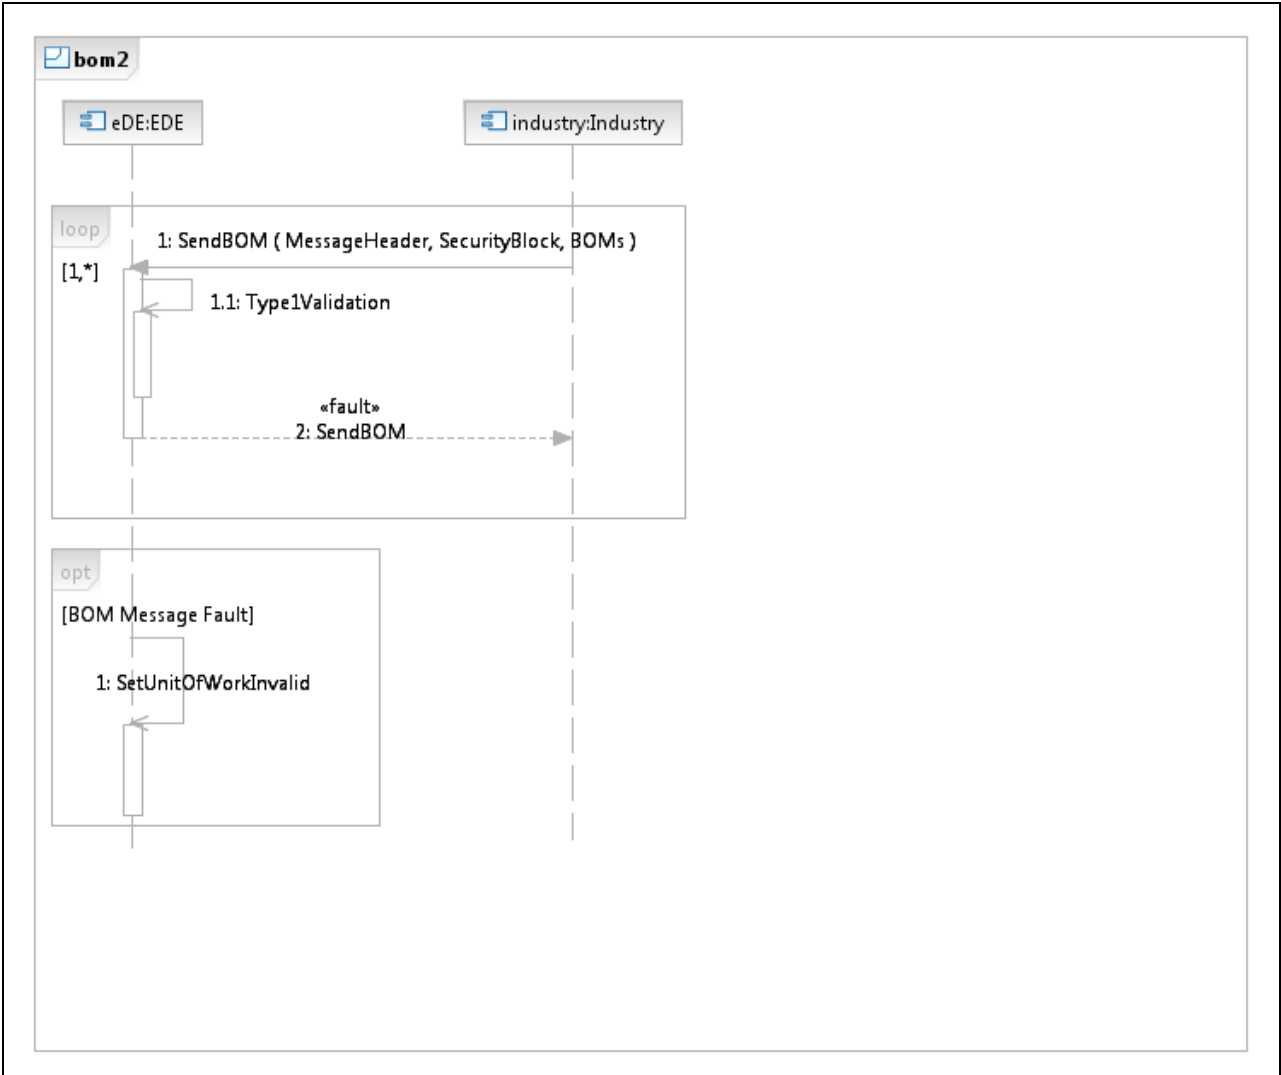 bom2
eDE:EDE
industry:Industry
loop
1: SendBOM ( MessageHeader, SecurityBlock, BOMs )
[1,*]
1.1: Type1Validation
«fault»
2: SendBOM
opt
[BOM Message Fault]
1: SetUnitOfWorkInvalid